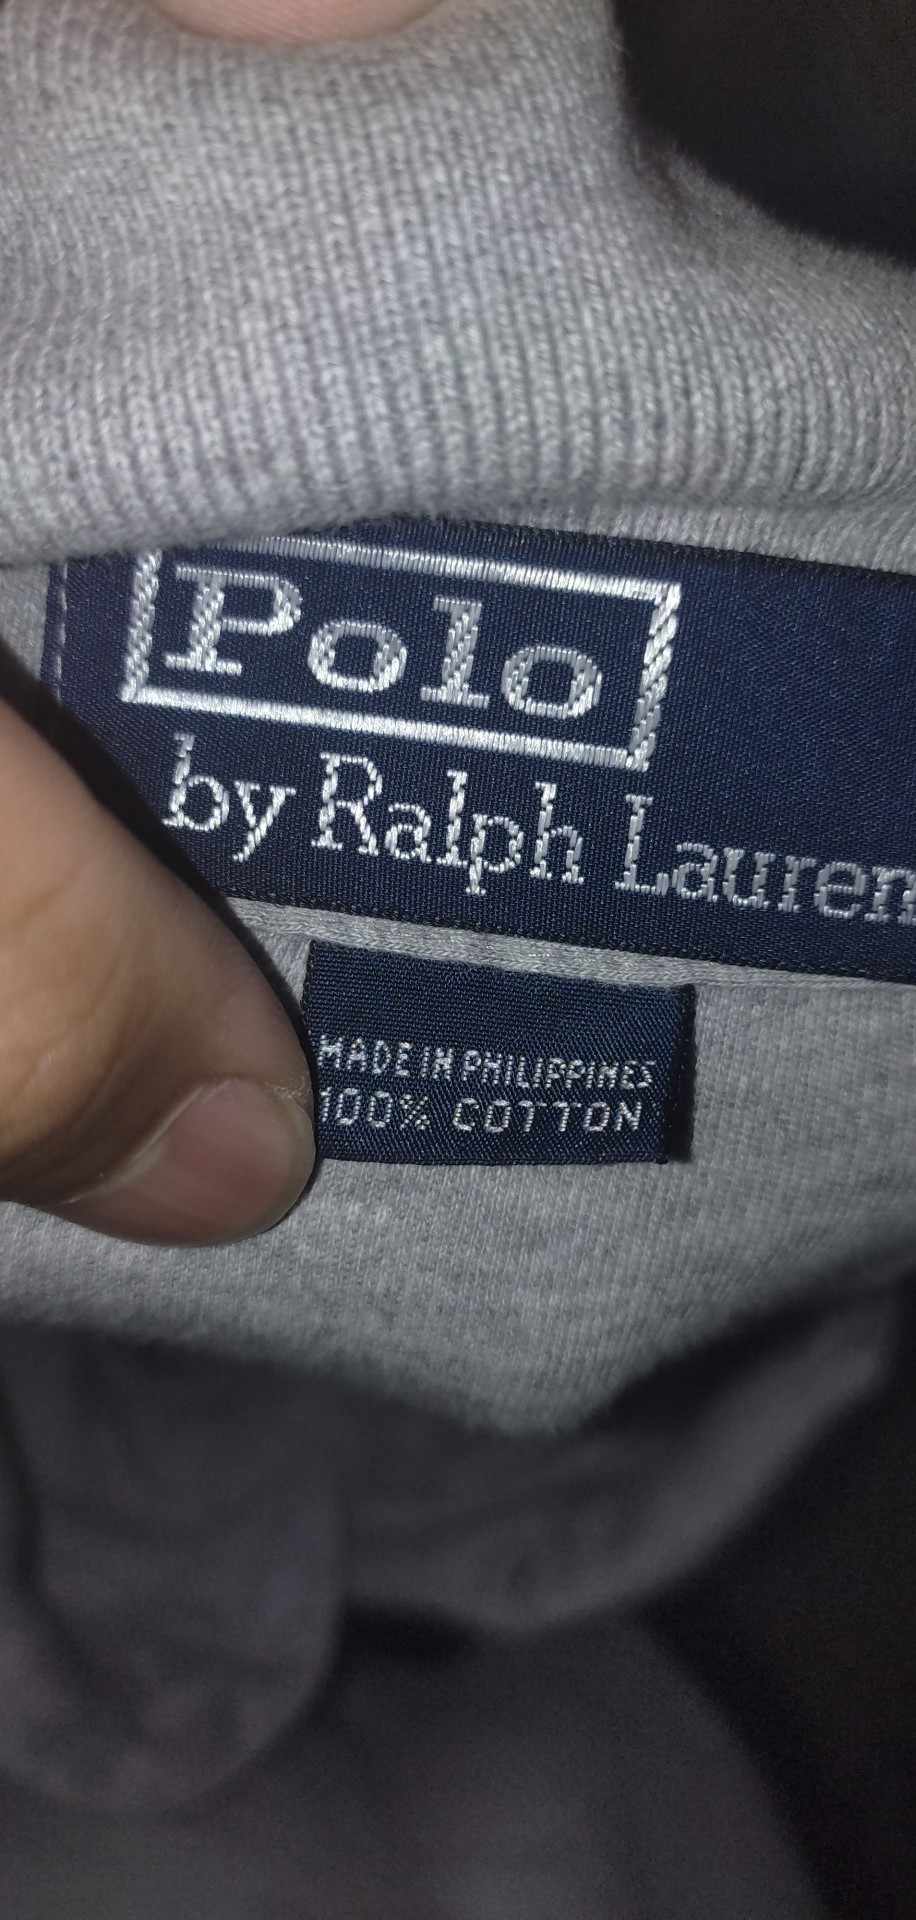 Polo
by Ralph Lauren
MADE IN PHILIPPINES
100% COTTON